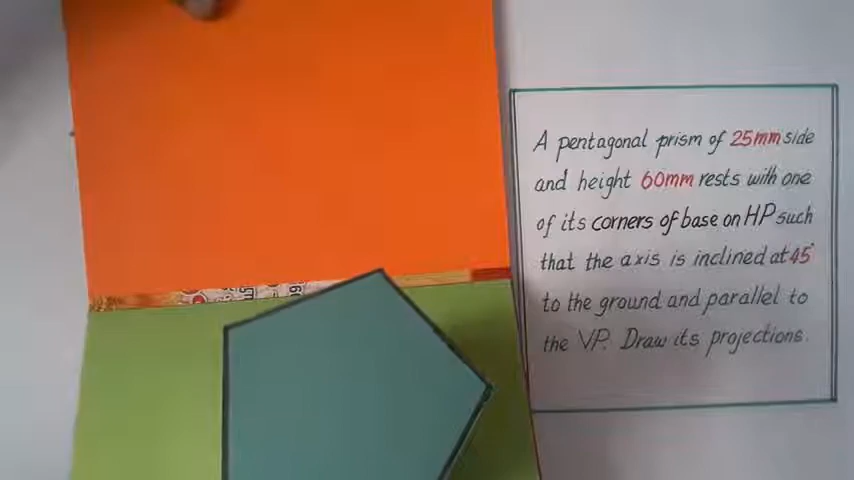 A pentagonal prism of 25mm side
and height 60mm rests with one
of its corners of base on HP such
that the axis is inclined at 45°
to the ground and parallel to
the VP. Draw its projections.